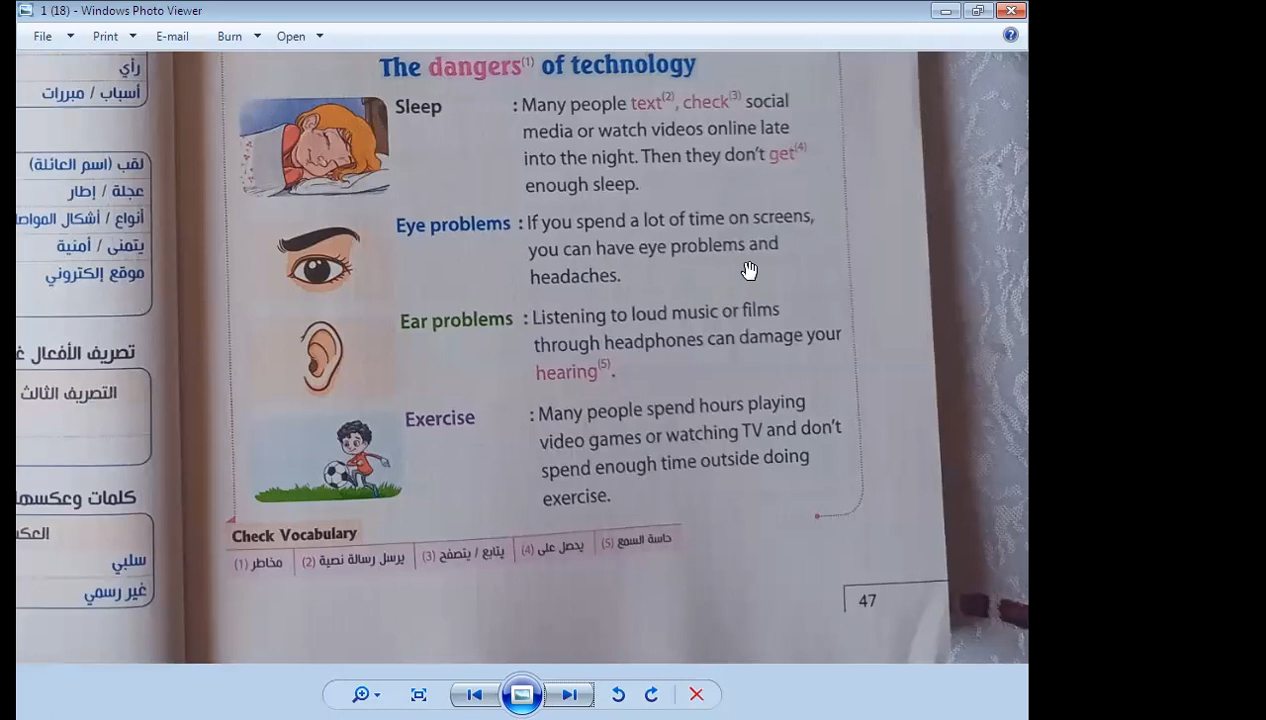 1 (18) - Windows Photo Viewer
File Print E-mail Burn Open
رأي
أسباب / مبررات
لقب (اسم العائلة)
عجلة / إطار
أنواع / أشكال
يتمنى / أمنية
موقع إلكتروني
تصريف الأفعال
التصريف الثالث
كلمات وعكسها
سلبي
غير رسمي
The dangers(1) of technology
Sleep : Many people text(2), check(3) social
media or watch videos online late
into the night. Then they don't get(4)
enough sleep.
Eye problems : If you spend a lot of time on screens,
you can have eye problems and
headaches.
Ear problems : Listening to loud music or films
through headphones can damage your
hearing(5).
Exercise : Many people spend hours playing
video games or watching TV and don't
spend enough time outside doing
exercise.
Check Vocabulary
(1) مخاطر (2) يرسل رسالة نصية (3) يتابع / يتصفح (4) يحصل على (5) حاسة السمع
47